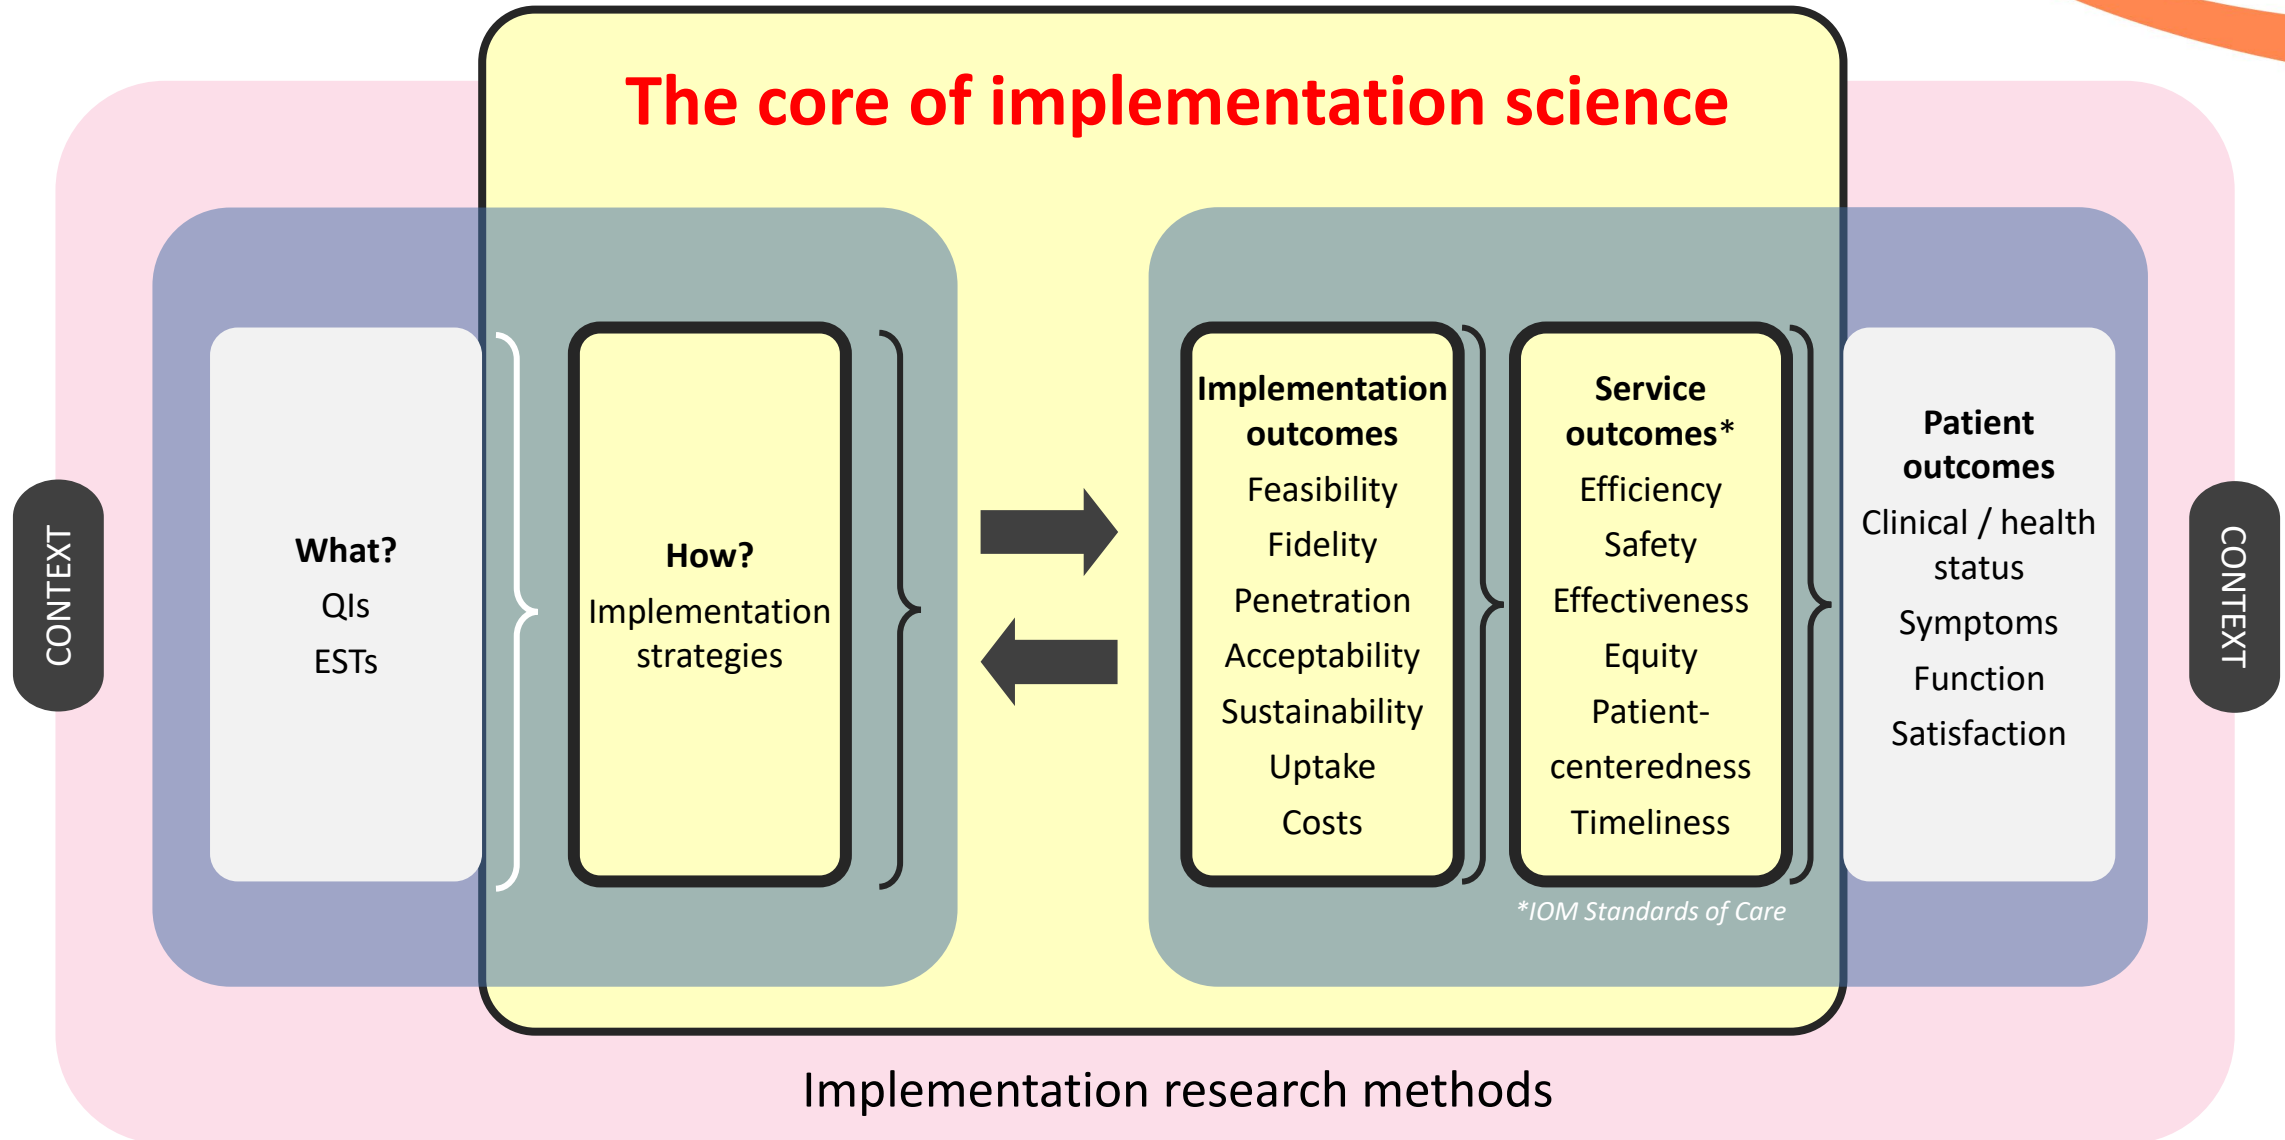 The core of implementation science
CONTEXT
What?
QIs
ESTs
How?
Implementation
strategies
Implementation
outcomes
Feasibility
Fidelity
Penetration
Acceptability
Sustainability
Uptake
Costs
Service
outcomes*
Efficiency
Safety
Effectiveness
Equity
Patient-
centeredness
Timeliness
*IOM Standards of Care
Patient
outcomes
Clinical / health
status
Symptoms
Function
Satisfaction
CONTEXT
Implementation research methods